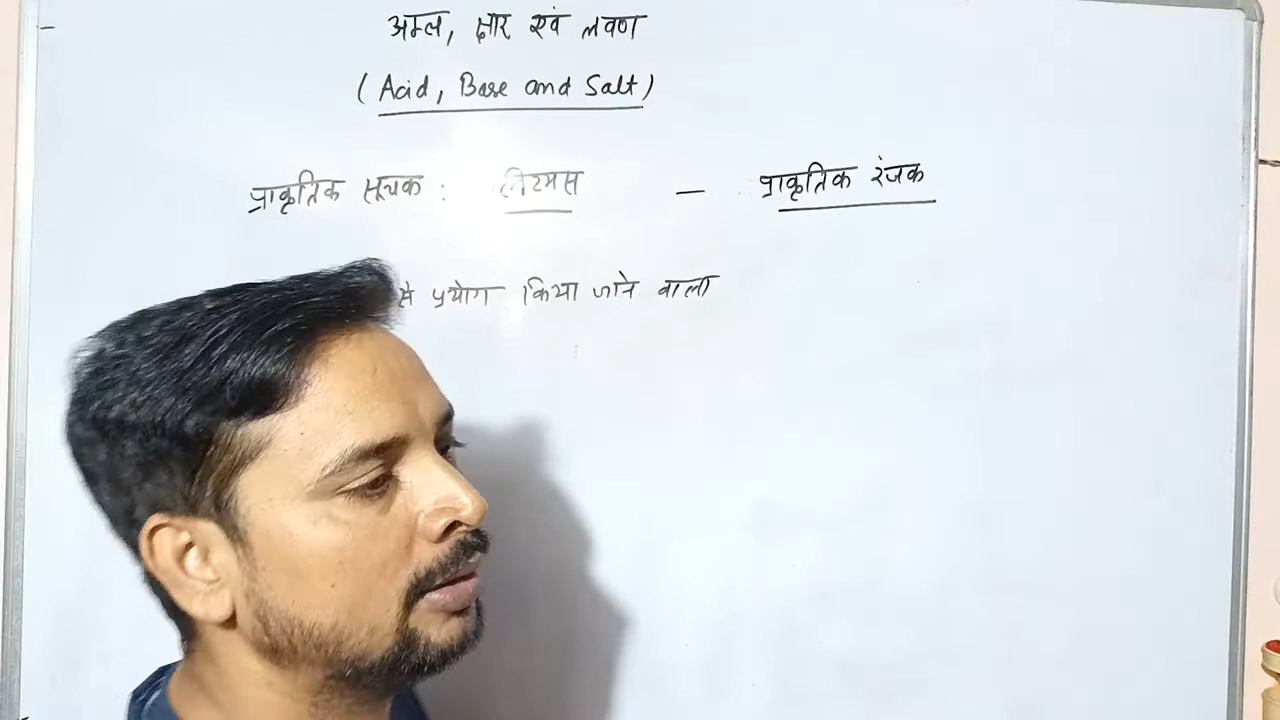 अम्ल, क्षार एवं लवण
(Acid, Base and Salt)
प्राकृतिक सूचक : लिटमस — प्राकृतिक रंजक
से प्रयोग किया जाने वाला